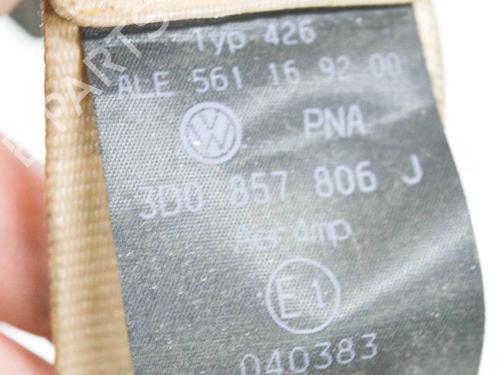 Typ 426
ALE 561 16 92 00
PNA
3D0 857 806 J
E1
040383